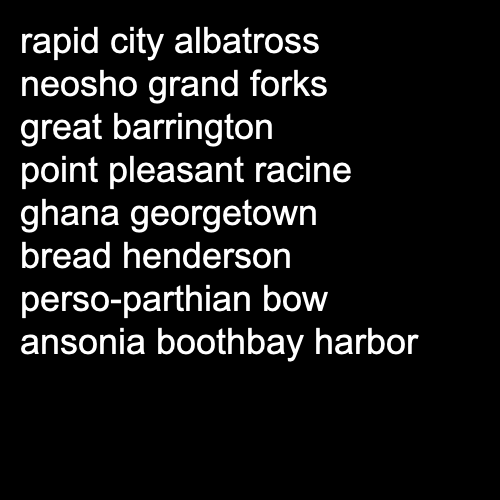 rapid city albatross
neosho grand forks
great barrington
point pleasant racine
ghana georgetown
bread henderson
perso-parthian bow
ansonia boothbay harbor